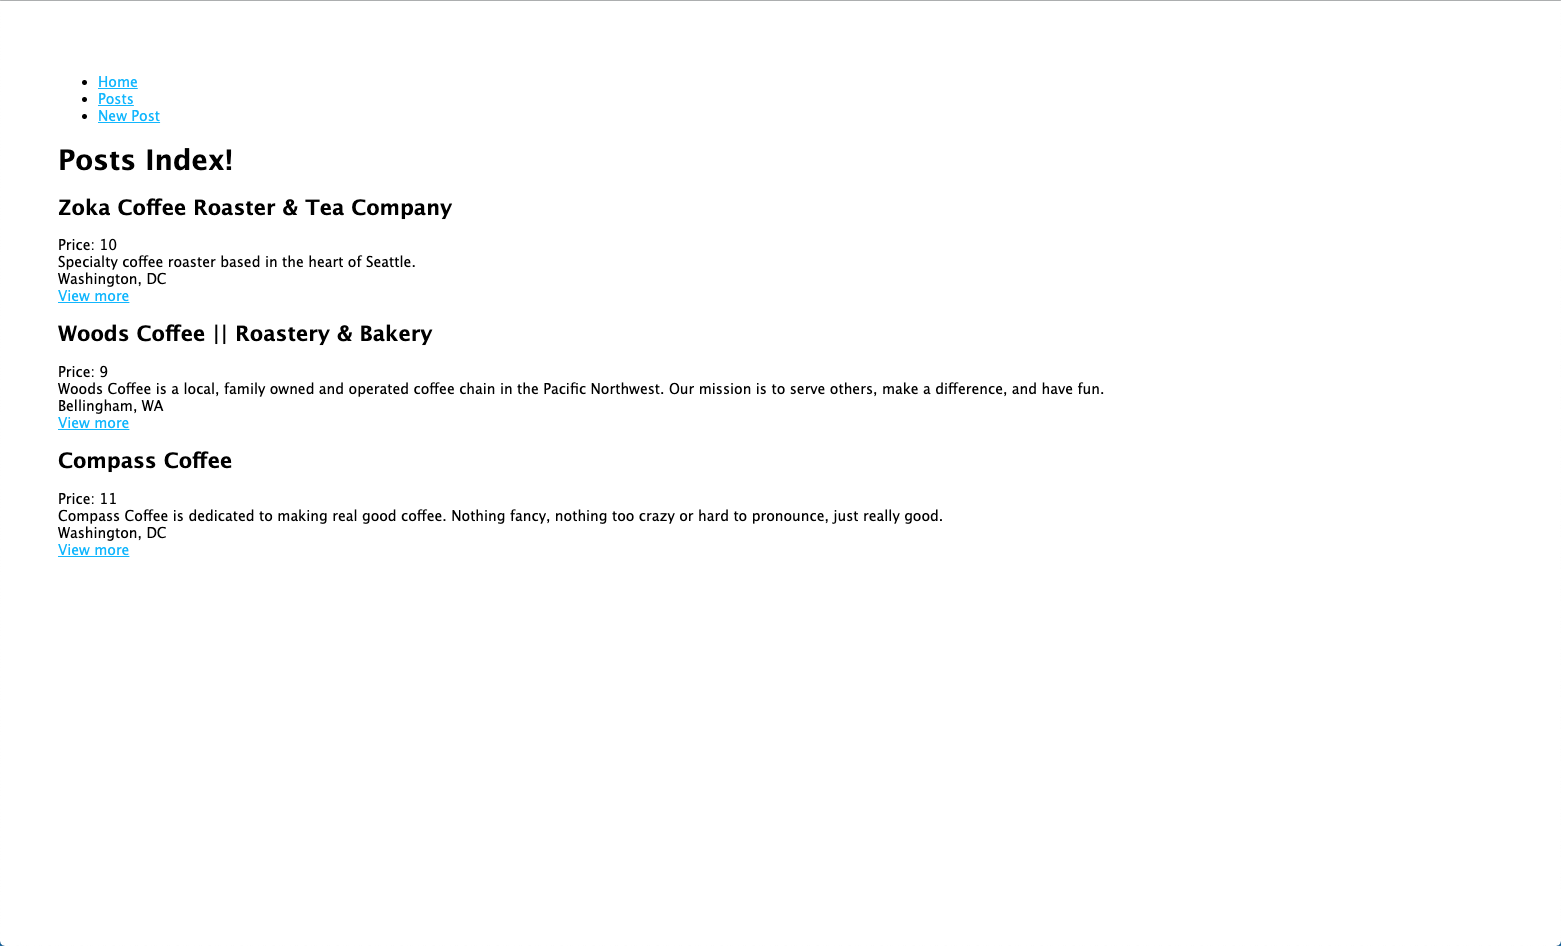 Home
Posts
New Post
Posts Index!
Zoka Coffee Roaster & Tea Company
Price: 10
Specialty coffee roaster based in the heart of Seattle.
Washington, DC
View more
Woods Coffee || Roastery & Bakery
Price: 9
Woods Coffee is a local, family owned and operated coffee chain in the Pacific Northwest. Our mission is to serve others, make a difference, and have fun.
Bellingham, WA
View more
Compass Coffee
Price: 11
Compass Coffee is dedicated to making real good coffee. Nothing fancy, nothing too crazy or hard to pronounce, just really good.
Washington, DC
View more